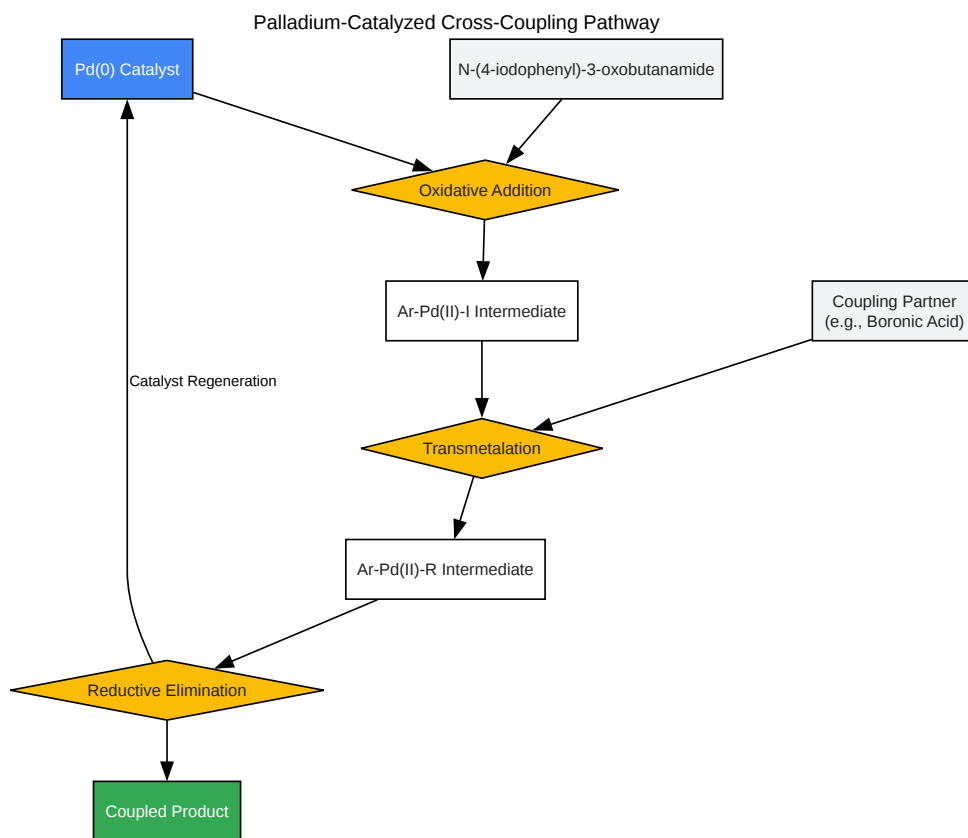 Palladium-Catalyzed Cross-Coupling Pathway
Pd(0) Catalyst
N-(4-iodophenyl)-3-oxobutanamide
Oxidative Addition
Ar-Pd(II)-I Intermediate
Coupling Partner
(e.g., Boronic Acid)
Catalyst Regeneration
Transmetalation
Ar-Pd(II)-R Intermediate
Reductive Elimination
Coupled Product